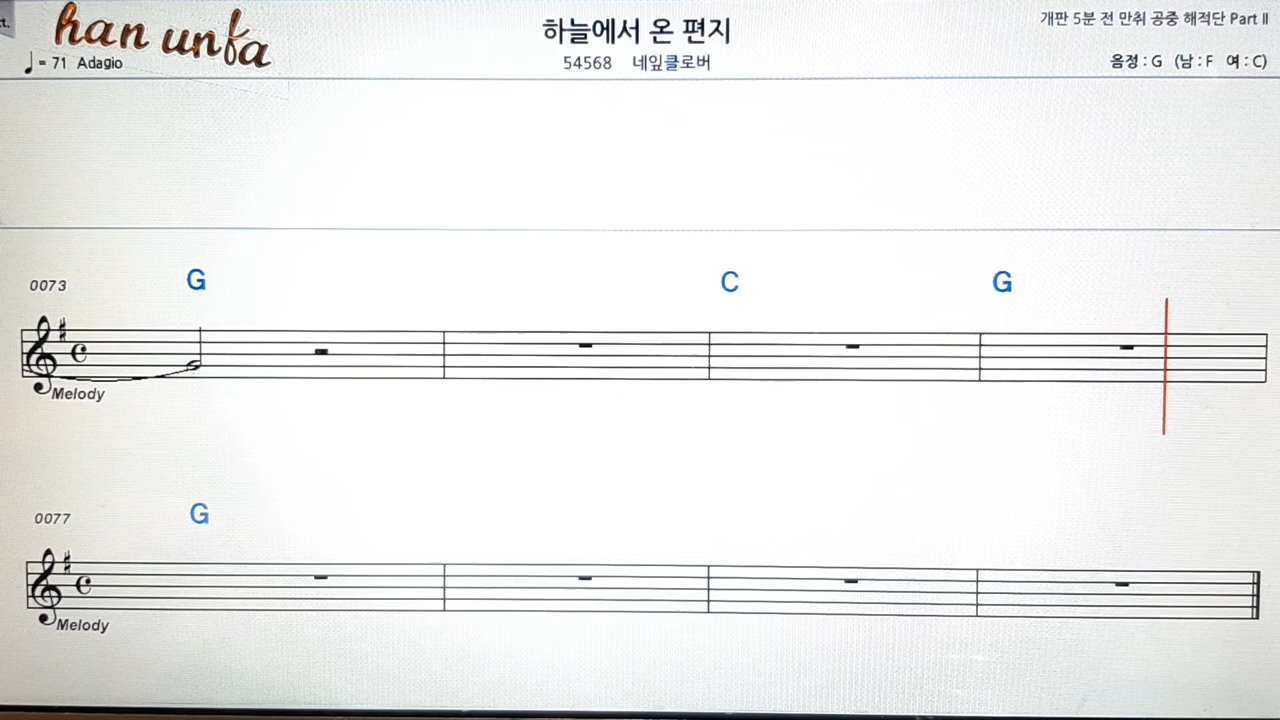 han unfa
♩= 71 Adagio
하늘에서 온 편지
54568 네잎클로버
개판 5분 전 만취 공중 해적단 Part II
음정 : G (남 : F 여 : C)
0073 G C G
Melody
0077 G
Melody